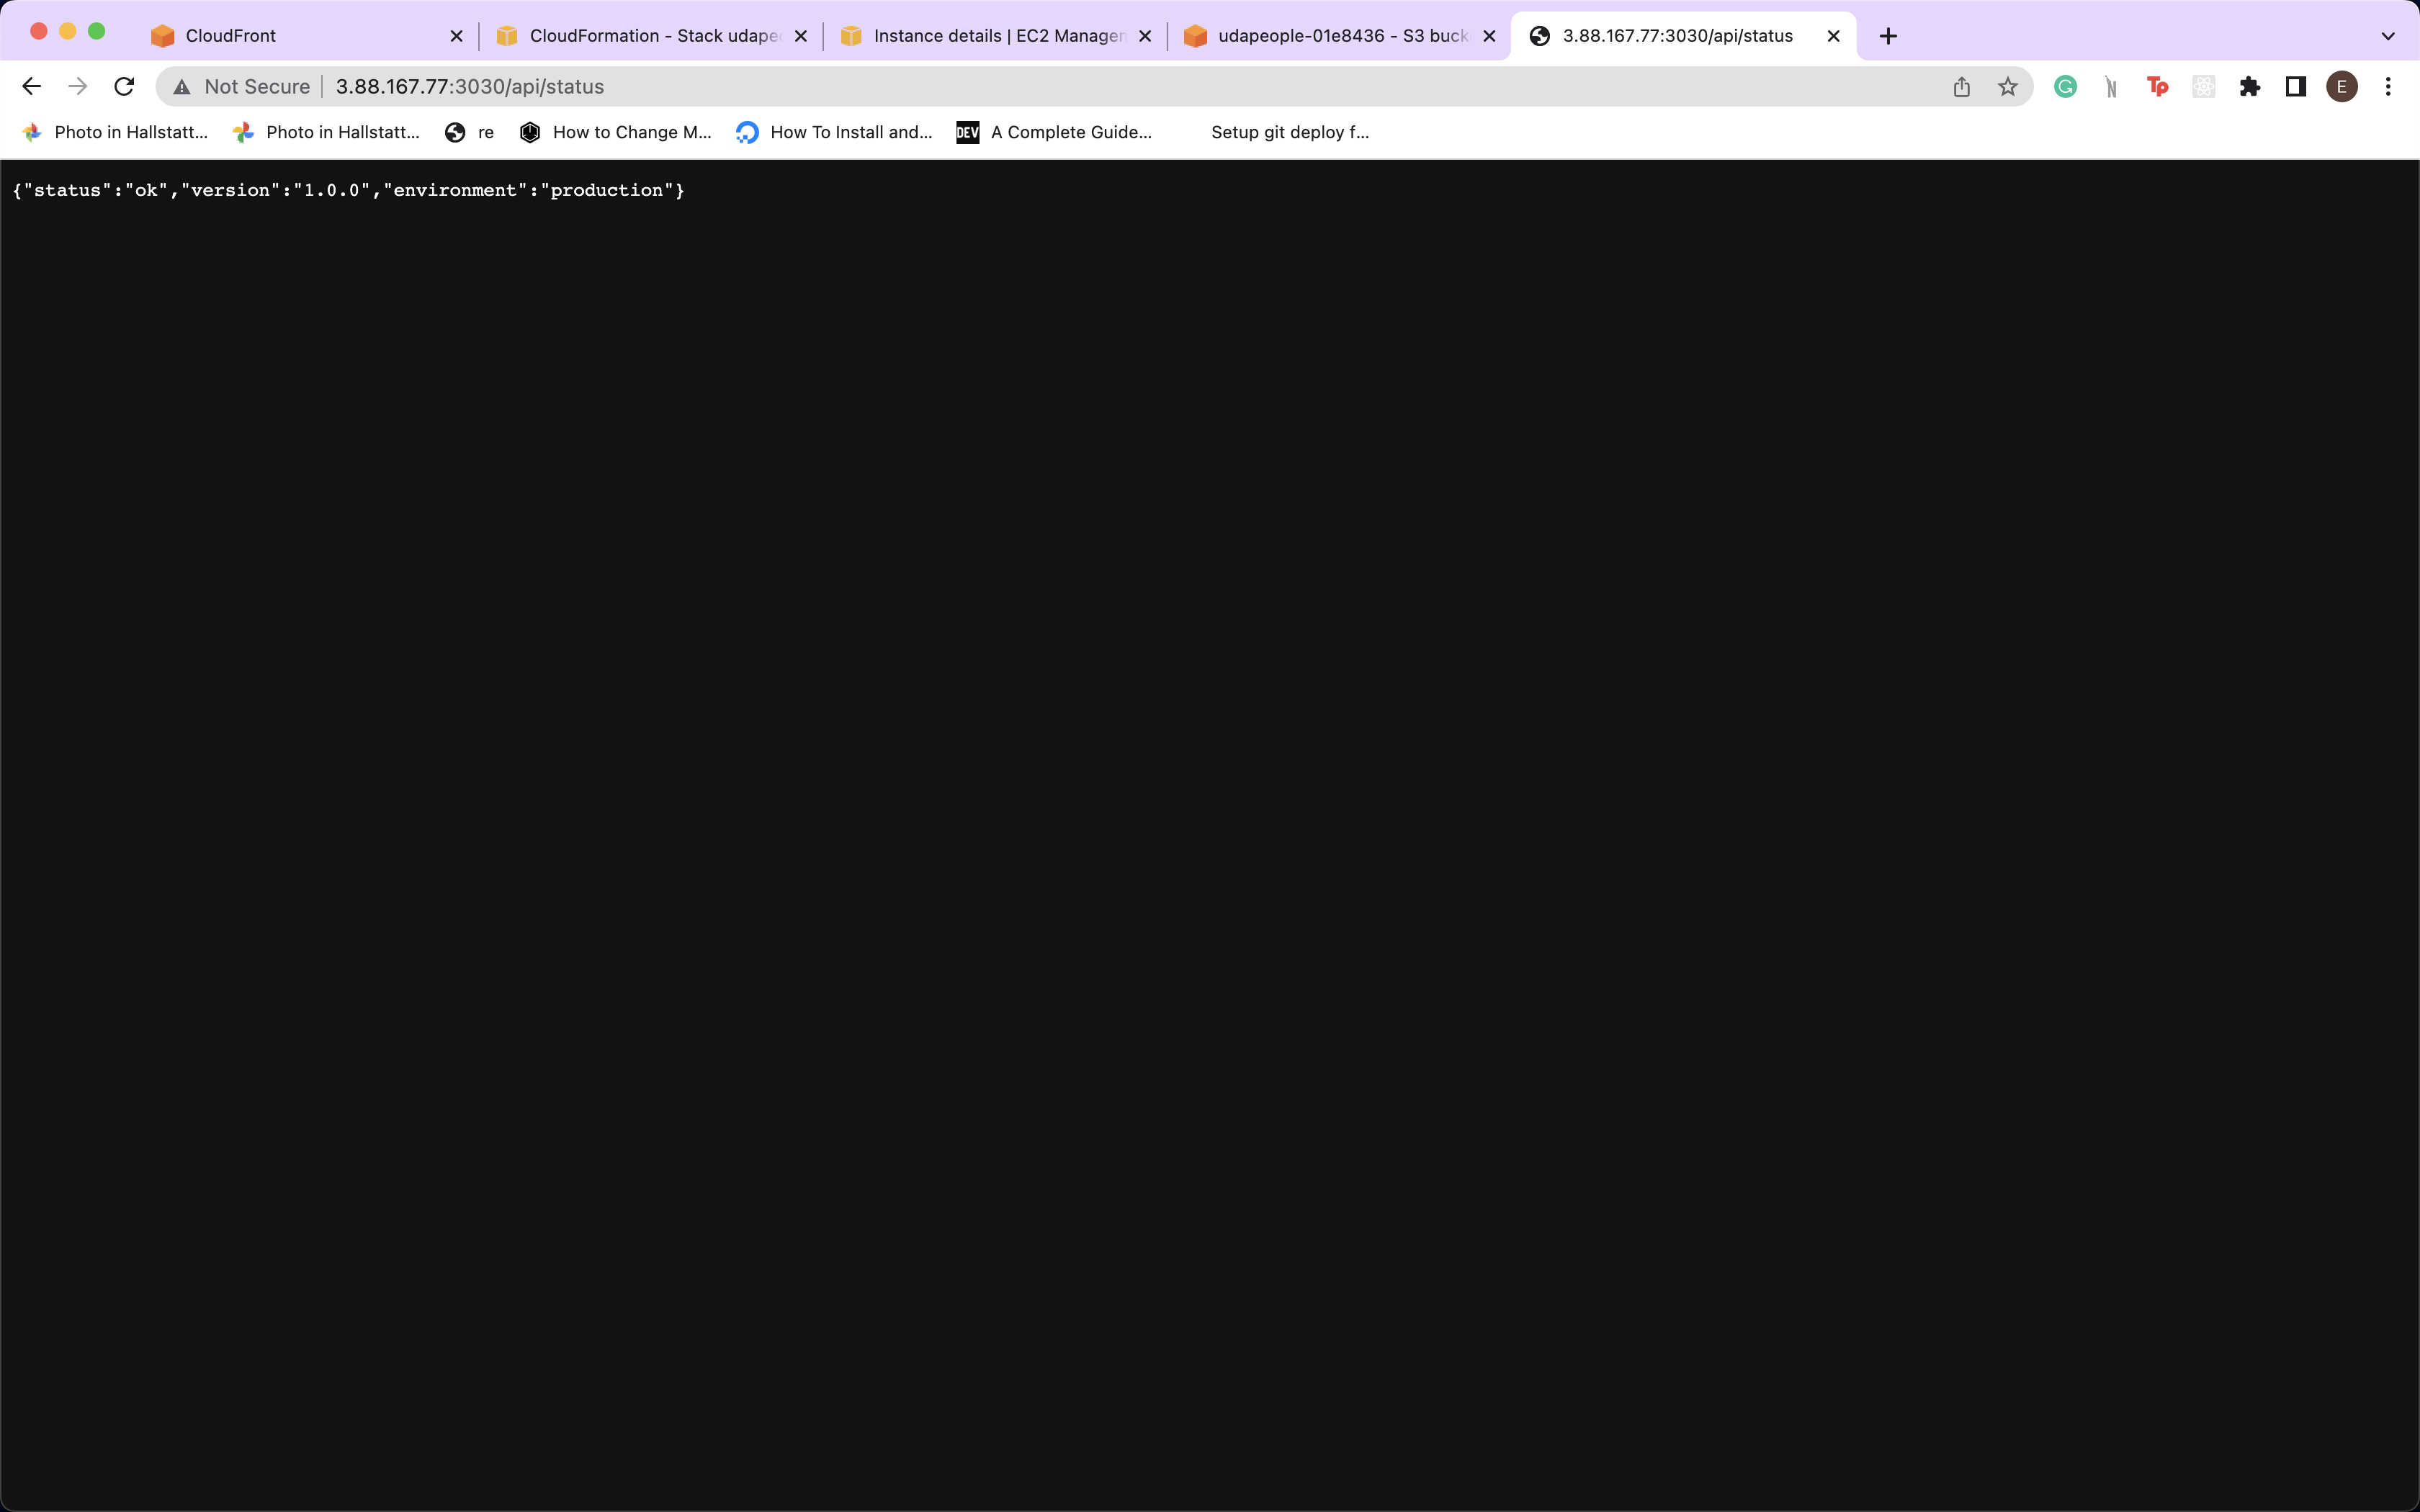 CloudFront
CloudFormation - Stack udape
Instance details | EC2 Manager
udapeople-01e8436 - S3 buck
3.88.167.77:3030/api/status
Not Secure 3.88.167.77:3030/api/status
G
Tp
E
Photo in Hallstatt...
Photo in Hallstatt...
re
How to Change M...
How To Install and...
DEV A Complete Guide...
Setup git deploy f...
{"status":"ok","version":"1.0.0","environment":"production"}